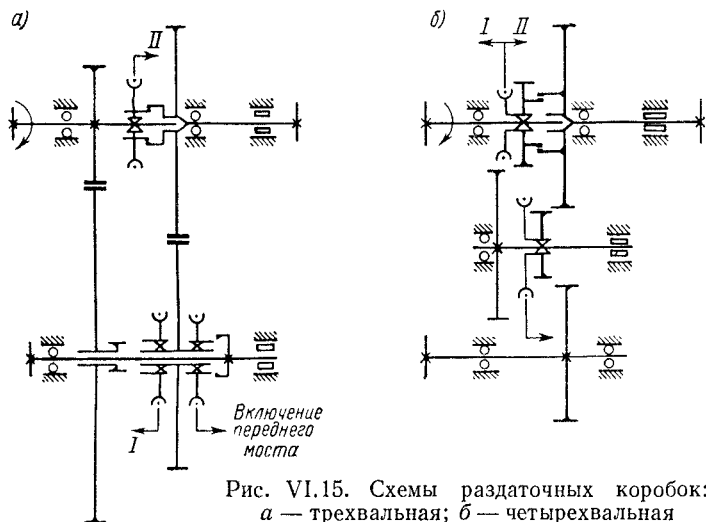 а)
II
I
Включение
переднего
моста
б)
I II
Рис. VI.15. Схемы раздаточных коробок:
а — трехвальная; б — четырехвальная